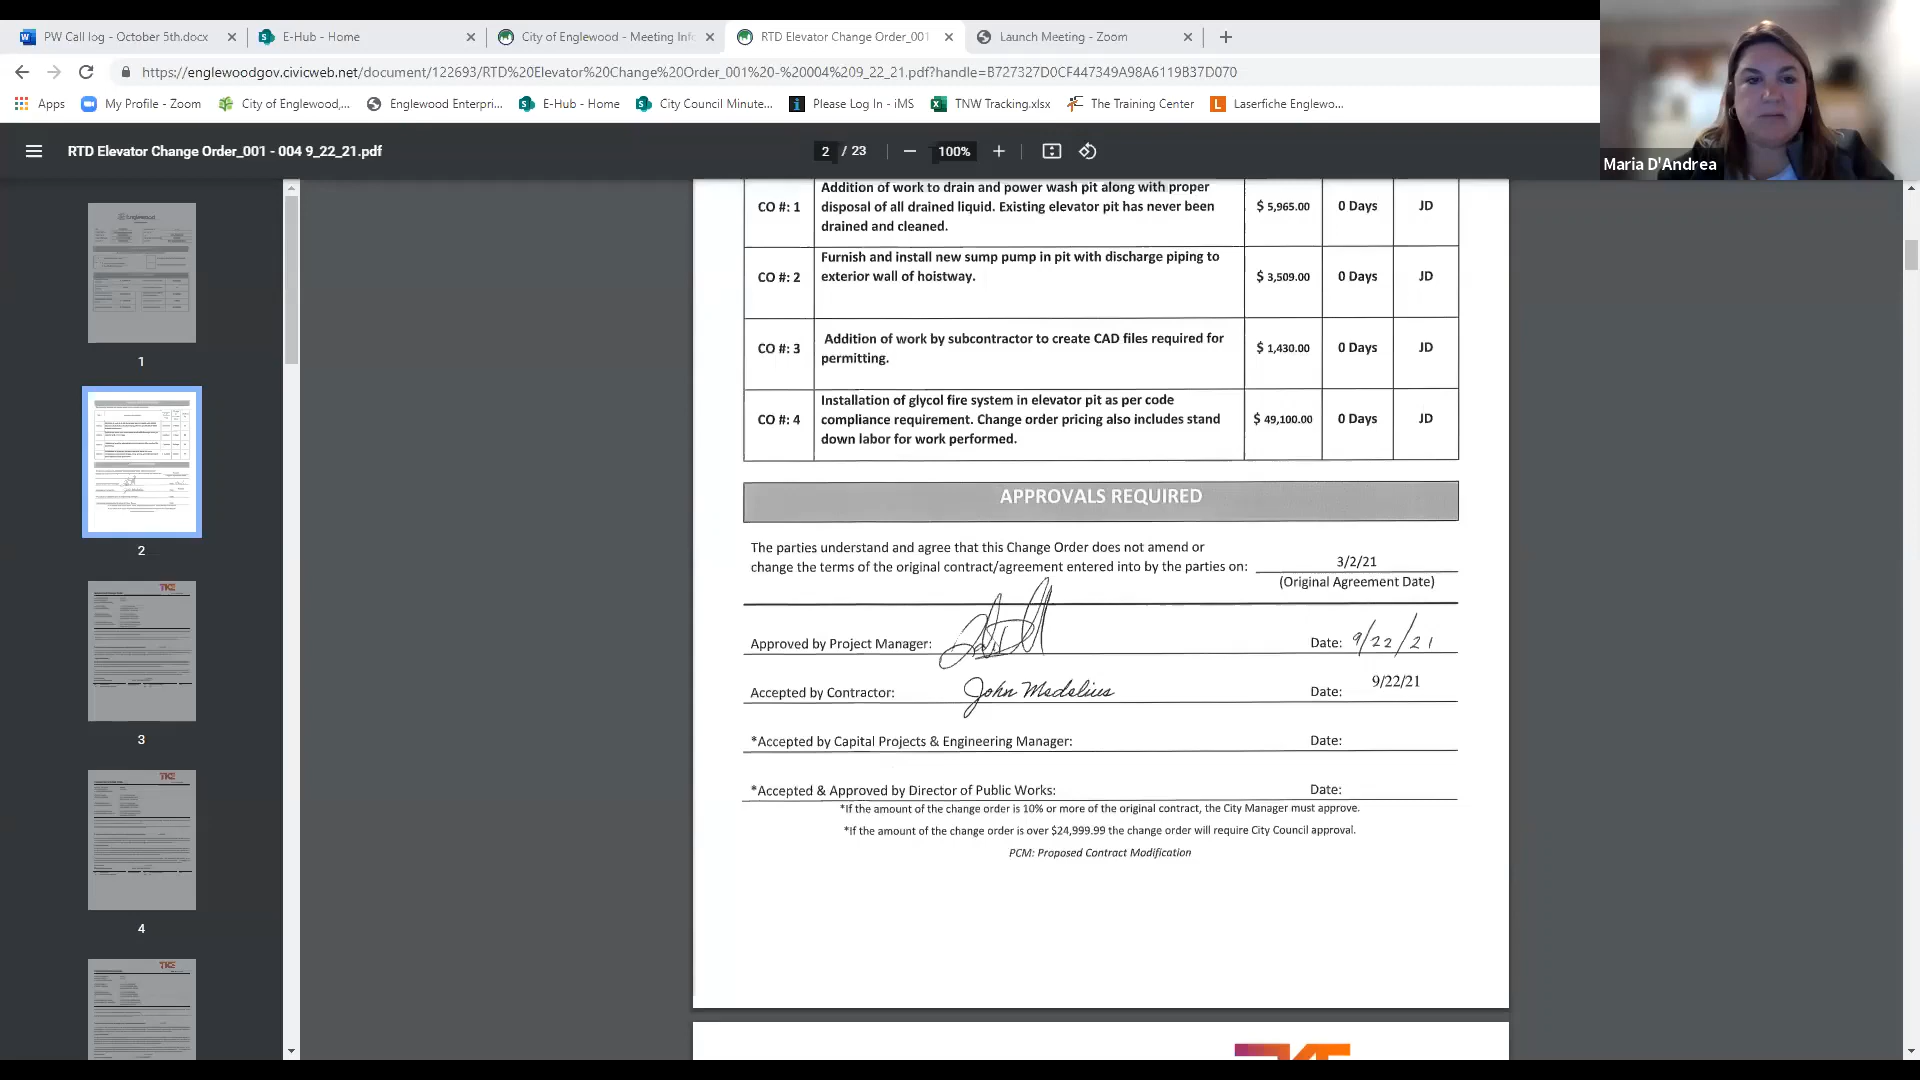 PW Call log - October 5th.docx
E-Hub - Home
City of Englewood - Meeting Inf
RTD Elevator Change Order_001
Launch Meeting - Zoom
https://englewoodgov.civicweb.net/document/122693/RTD%20Elevator%20Change%20Order_001%20-%20004%209_22_21.pdf?handle=B727327D0CF447349A98A6119B37D070
Apps
My Profile - Zoom
City of Englewood,...
Englewood Enterpri...
E-Hub - Home
City Council Minute...
Please Log In - iMS
TNW Tracking.xlsx
The Training Center
Laserfiche Englewo...
Maria D'Andrea
RTD Elevator Change Order_001 - 004 9_22_21.pdf
2 / 23
100%
CO #: 1
Addition of work to drain and power wash pit along with proper
disposal of all drained liquid. Existing elevator pit has never been
drained and cleaned.
$ 5,965.00
0 Days
JD
CO #: 2
Furnish and install new sump pump in pit with discharge piping to
exterior wall of hoistway.
$ 3,509.00
0 Days
JD
CO #: 3
Addition of work by subcontractor to create CAD files required for
permitting.
$ 1,430.00
0 Days
JD
CO #: 4
Installation of glycol fire system in elevator pit as per code
compliance requirement. Change order pricing also includes stand
down labor for work performed.
$ 49,100.00
0 Days
JD
APPROVALS REQUIRED
The parties understand and agree that this Change Order does not amend or
change the terms of the original contract/agreement entered into by the parties on:
3/2/21
(Original Agreement Date)
Approved by Project Manager:
Date: 9/22/21
Accepted by Contractor: John Medelius
Date: 9/22/21
*Accepted by Capital Projects & Engineering Manager:
Date:
*Accepted & Approved by Director of Public Works:
Date:
*If the amount of the change order is 10% or more of the original contract, the City Manager must approve.
*If the amount of the change order is over $24,999.99 the change order will require City Council approval.
PCM: Proposed Contract Modification
1
2
3
4